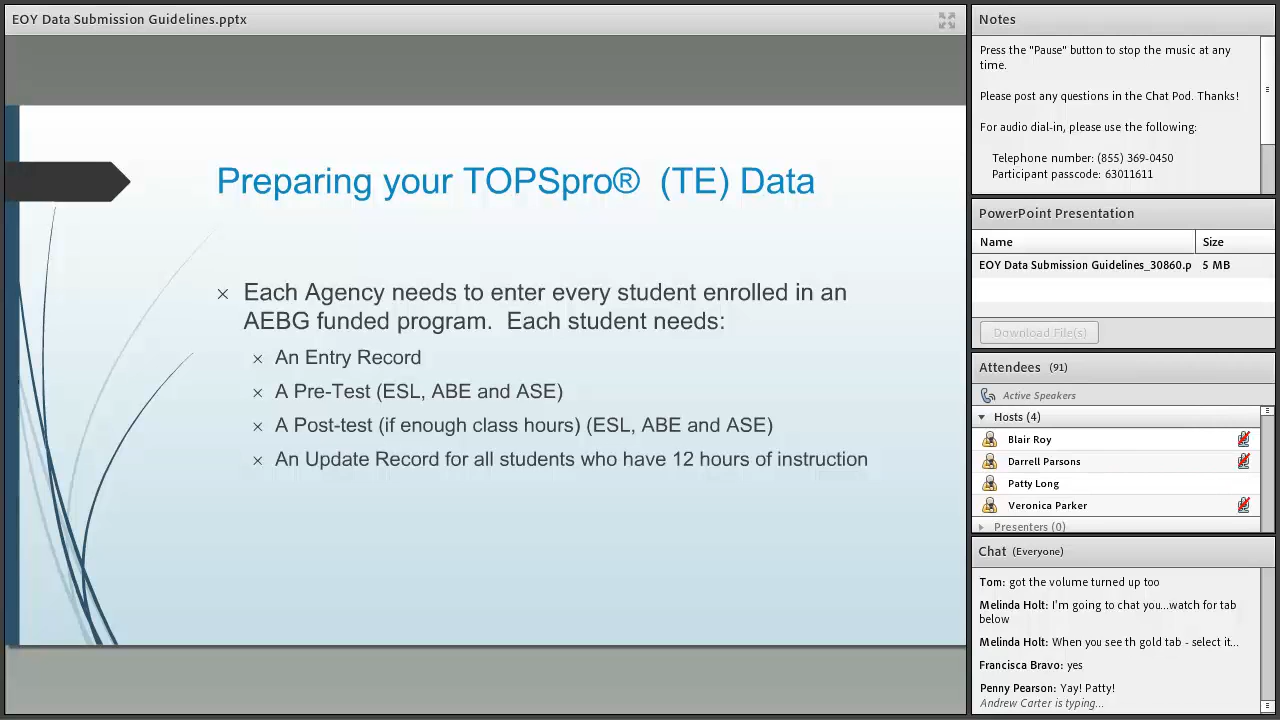 EOY Data Submission Guidelines.pptx
Preparing your TOPSpro® (TE) Data
× Each Agency needs to enter every student enrolled in an
AEBG funded program. Each student needs:
× An Entry Record
× A Pre-Test (ESL, ABE and ASE)
× A Post-test (if enough class hours) (ESL, ABE and ASE)
× An Update Record for all students who have 12 hours of instruction
Notes
Press the "Pause" button to stop the music at any
time.
Please post any questions in the Chat Pod. Thanks!
For audio dial-in, please use the following:
Telephone number: (855) 369-0450
Participant passcode: 63011611
PowerPoint Presentation
Name Size
EOY Data Submission Guidelines_30860.p 5 MB
Download File(s)
Attendees (91)
Active Speakers
Hosts (4)
Blair Roy
Darrell Parsons
Patty Long
Veronica Parker
Presenters (0)
Chat (Everyone)
Tom: got the volume turned up too
Melinda Holt: I'm going to chat you...watch for tab
below
Melinda Holt: When you see th gold tab - select it...
Francisca Bravo: yes
Penny Pearson: Yay! Patty!
Andrew Carter is typing...